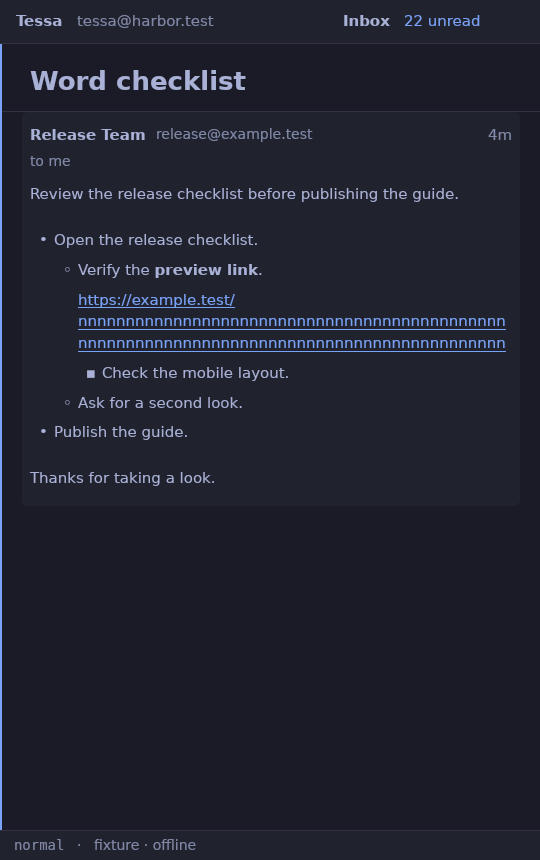 Tessa tessa@harbor.test Inbox 22 unread
Word checklist
Release Team release@example.test 4m
to me
Review the release checklist before publishing the guide.
• Open the release checklist.
◦ Verify the preview link.
https://example.test/
nnnnnnnnnnnnnnnnnnnnnnnnnnnnnnnnnnnnnnnnnnnnn
nnnnnnnnnnnnnnnnnnnnnnnnnnnnnnnnnnnnnnnnnnnnn
▪ Check the mobile layout.
◦ Ask for a second look.
• Publish the guide.
Thanks for taking a look.
normal · fixture · offline